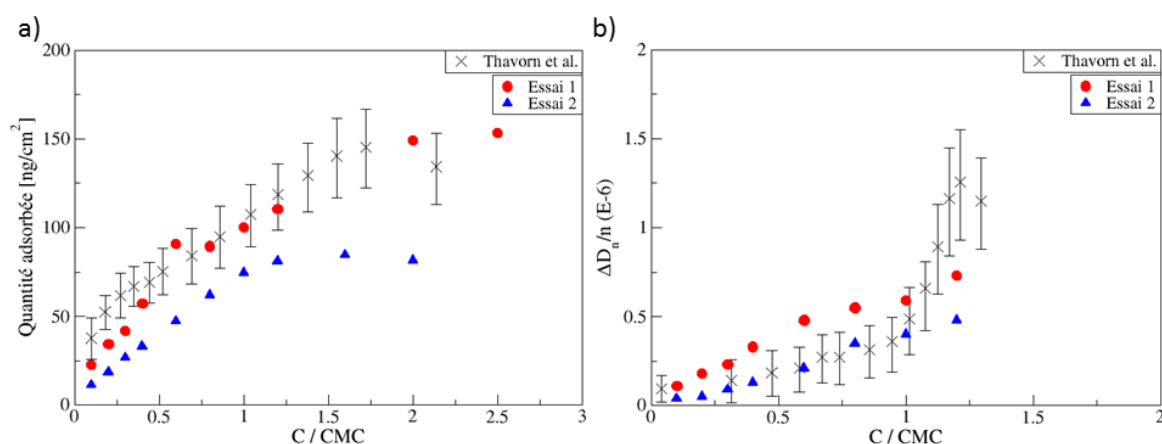 a)
Quantité adsorbée [ng/cm²]
200
150
100
50
0
0 0.5 1 1.5 2 2.5 3
C / CMC
Thavorn et al.
Essai 1
Essai 2
b)
ΔDₙ/n (E-6)
2
1.5
1
0.5
0
0 0.5 1 1.5 2
C / CMC
Thavorn et al.
Essai 1
Essai 2